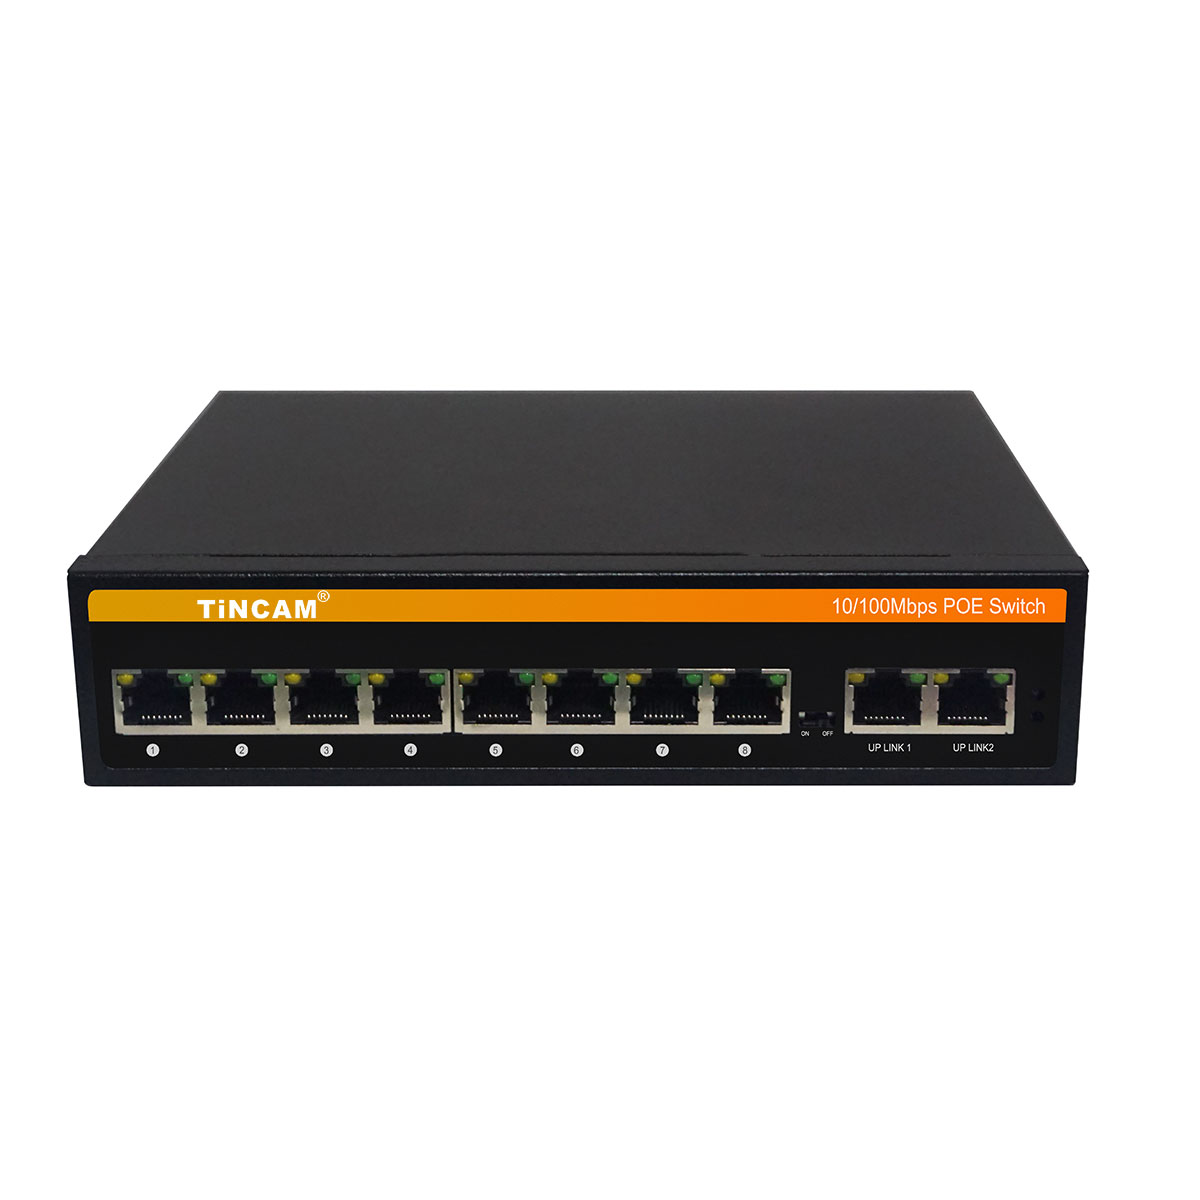 TiNCAM®
10/100Mbps POE Switch
1 2 3 4 5 6 7 8
ON OFF
UP LINK 1 UP LINK2